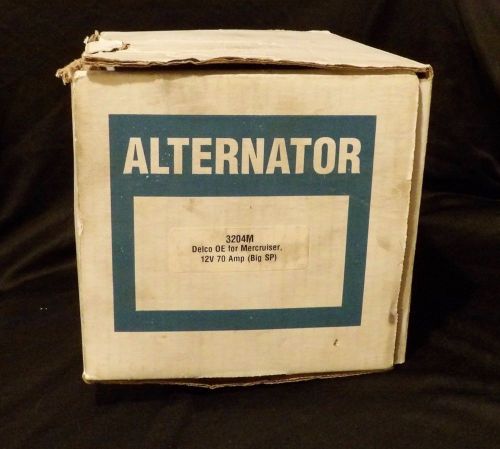 ALTERNATOR
3204M
Delco OE for Mercruiser,
12V 70 Amp (Big SP)